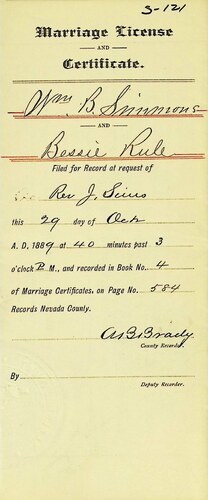 S-121
Marriage License
AND
Certificate.
Wm. B. Simmons
AND
Bessie Rule
Filed for Record at request of
Rev J. Sims
this 29 day of Oct
A. D. 1889 at 40 minutes past 3
o'clock P. M., and recorded in Book No. 4
of Marriage Certificates, on Page No. 584
Records Nevada County.
County Recorder.
By
Deputy Recorder.